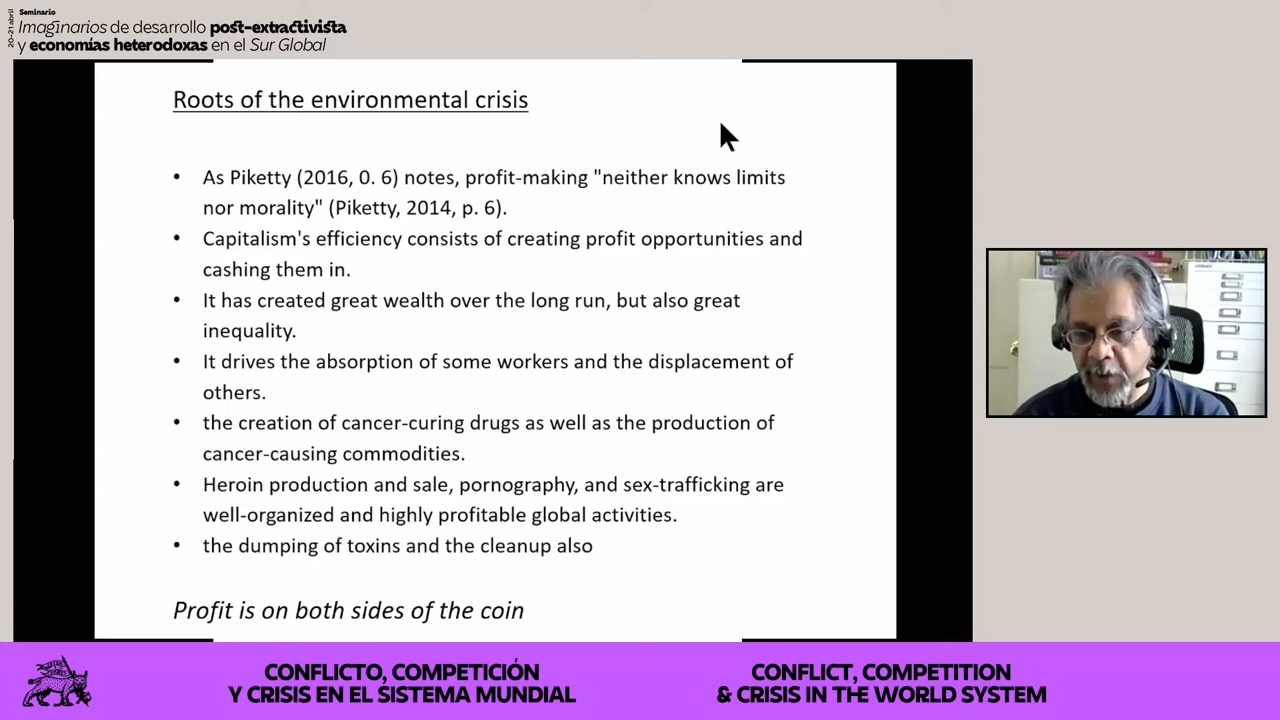 20-21 abril
Seminario
Imaginarios de desarrollo post-extractivista
y economías heterodoxas en el Sur Global
Roots of the environmental crisis
• As Piketty (2016, 0. 6) notes, profit-making "neither knows limits
nor morality" (Piketty, 2014, p. 6).
• Capitalism's efficiency consists of creating profit opportunities and
cashing them in.
• It has created great wealth over the long run, but also great
inequality.
• It drives the absorption of some workers and the displacement of
others.
• the creation of cancer-curing drugs as well as the production of
cancer-causing commodities.
• Heroin production and sale, pornography, and sex-trafficking are
well-organized and highly profitable global activities.
• the dumping of toxins and the cleanup also
Profit is on both sides of the coin
CONFLICTO, COMPETICIÓN
Y CRISIS EN EL SISTEMA MUNDIAL
CONFLICT, COMPETITION
& CRISIS IN THE WORLD SYSTEM